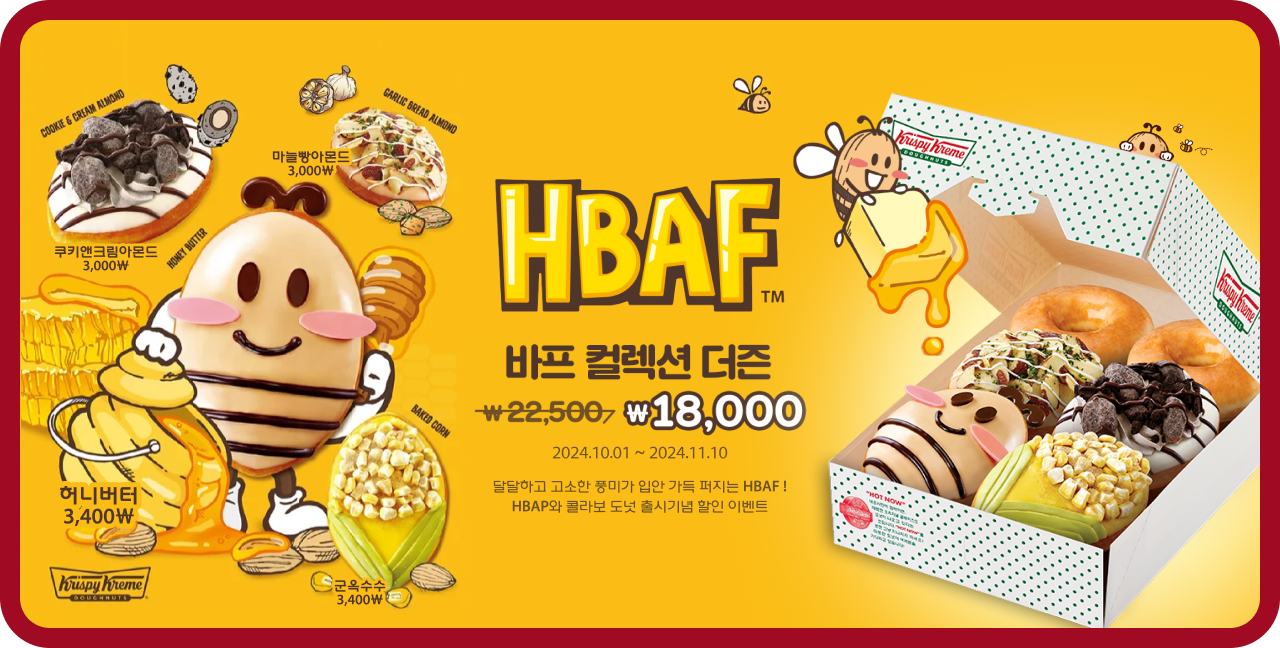 COOKIE & CREAM ALMOND
쿠키앤크림아몬드
3,000₩
GARLIC BREAD ALMOND
마늘빵아몬드
3,000₩
HONEY BUTTER
허니버터
3,400₩
BAKED CORN
군옥수수
3,400₩
Krispy Kreme
DOUGHNUTS
HBAF
TM
바프 컬렉션 더즌
₩22,500 ₩18,000
2024.10.01 ~ 2024.11.10
달달하고 고소한 풍미가 입안 가득 퍼지는 HBAF !
HBAP와 콜라보 도넛 출시기념 할인 이벤트
Krispy Kreme
DOUGHNUTS
Krispy Kreme
DOUGHNUTS
"HOT NOW"